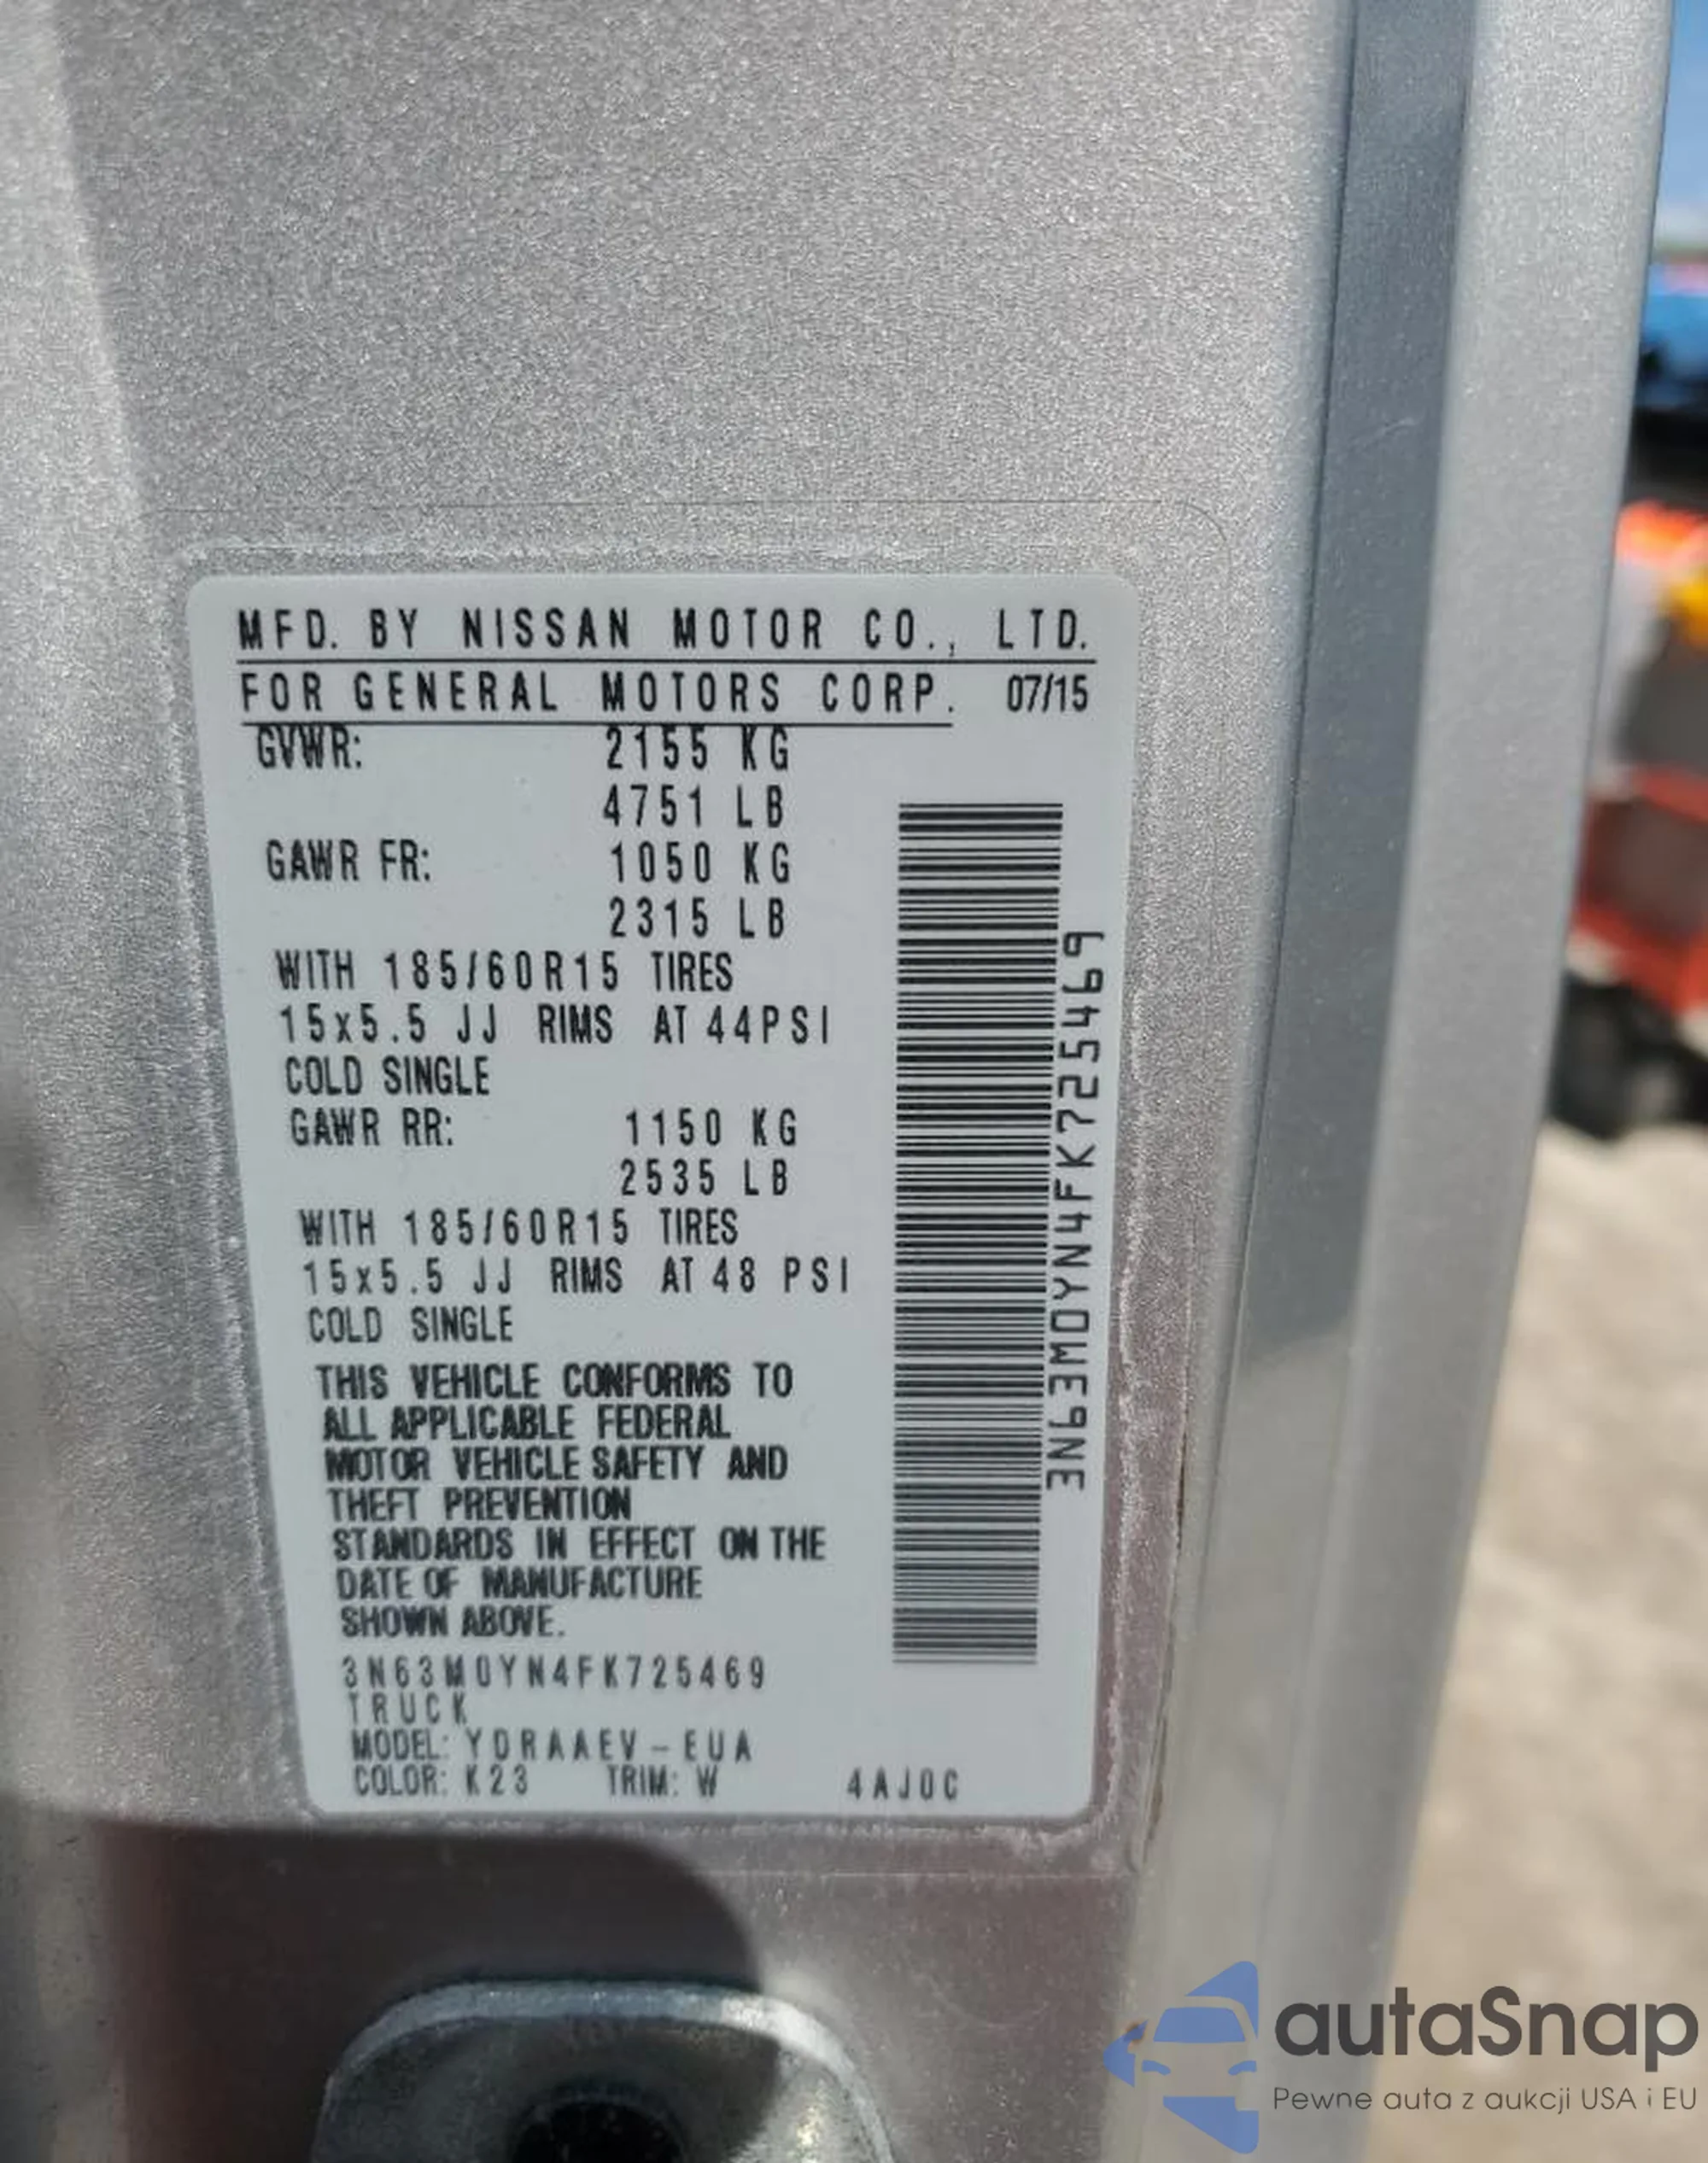 MFD. BY NISSAN MOTOR CO., LTD.
FOR GENERAL MOTORS CORP. 07/15
GVWR: 2155 KG
4751 LB
GAWR FR: 1050 KG
2315 LB
WITH 185/60R15 TIRES
15x5.5 JJ RIMS AT 44PSI
COLD SINGLE
GAWR RR: 1150 KG
2535 LB
WITH 185/60R15 TIRES
15x5.5 JJ RIMS AT 48 PSI
COLD SINGLE
THIS VEHICLE CONFORMS TO
ALL APPLICABLE FEDERAL
MOTOR VEHICLE SAFETY AND
THEFT PREVENTION
STANDARDS IN EFFECT ON THE
DATE OF MANUFACTURE
SHOWN ABOVE.
3N63M0YN4FK725469
TRUCK
MODEL: YDRAAEV-EUA
COLOR: K23 TRIM: W 4AJ0C
3N63M0YN4FK725469
autaSnap
Pewne auta z aukcji USA i EU